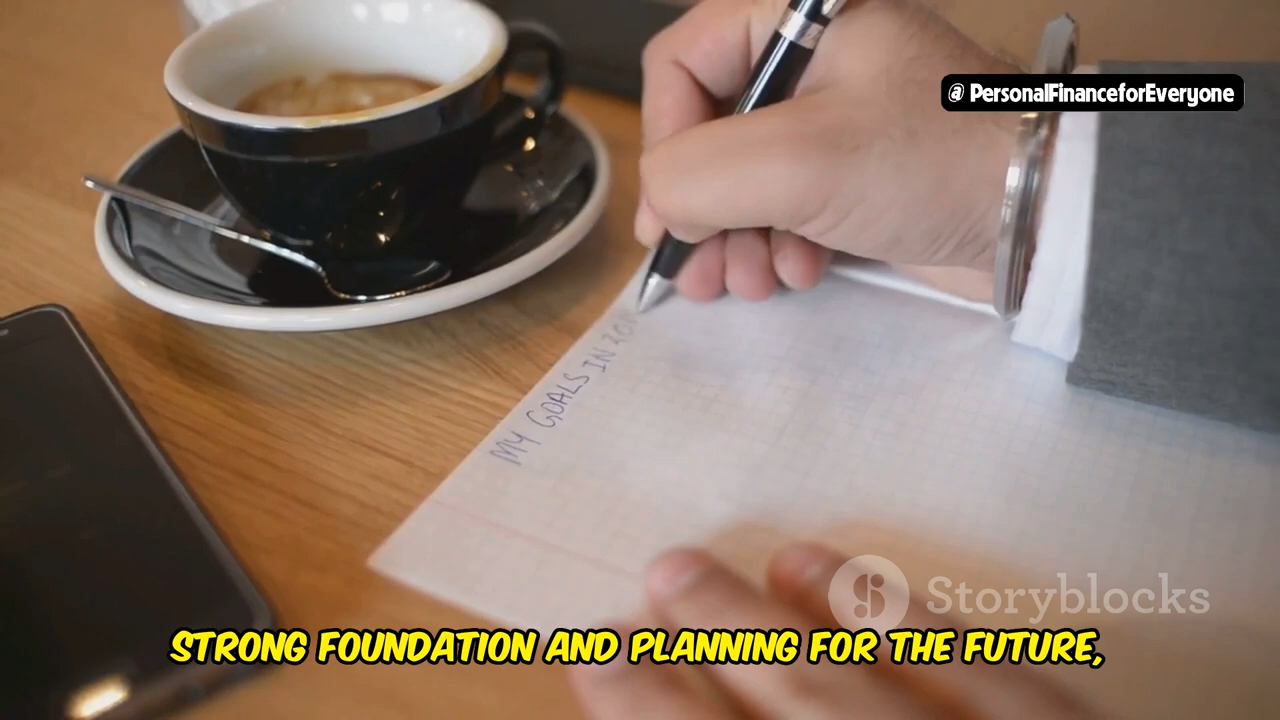 @ PersonalFinanceforEveryone
MY GOALS IN
Storyblocks
STRONG FOUNDATION AND PLANNING FOR THE FUTURE,